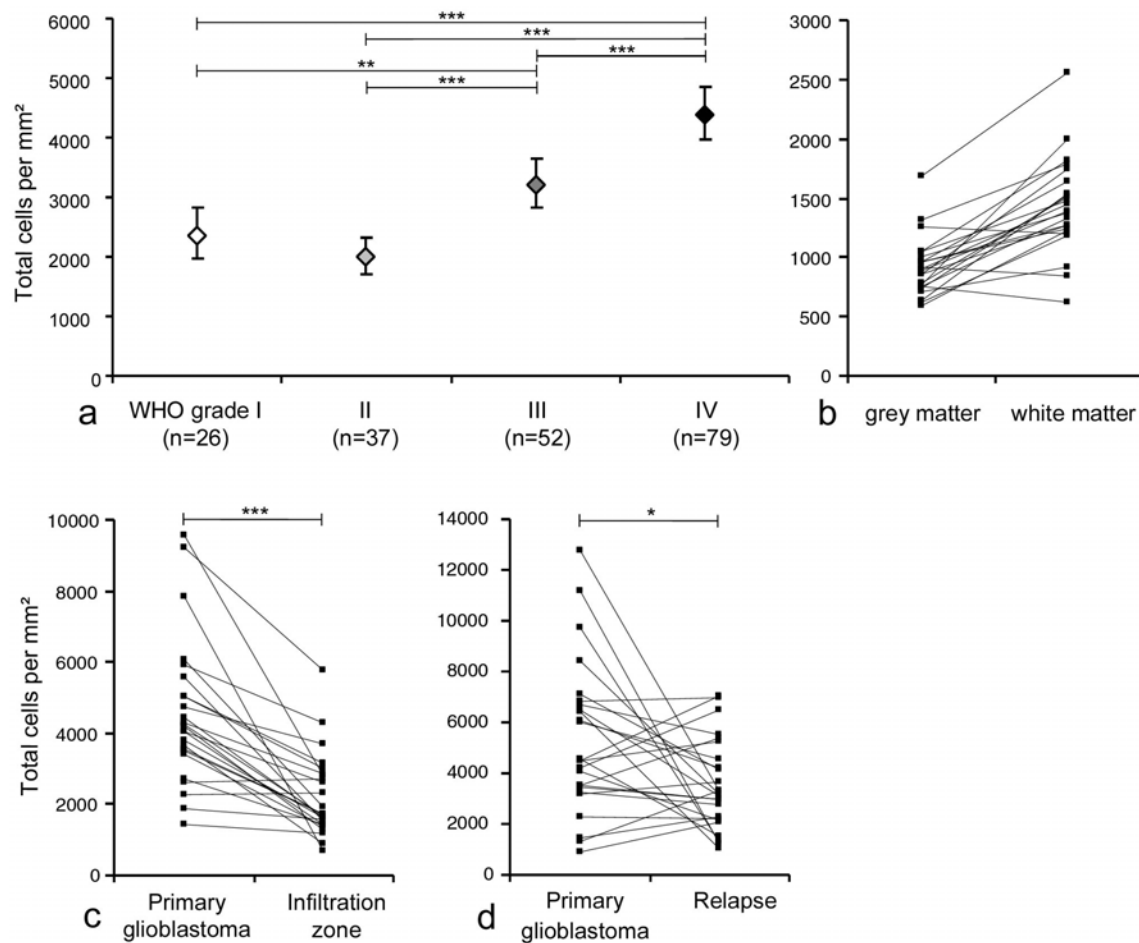 6000
5000
4000
3000
2000
1000
0
Total cells per mm²
***
***
***
**
***
a
WHO grade I
(n=26)
II
(n=37)
III
(n=52)
IV
(n=79)
3000
2500
2000
1500
1000
500
0
b
grey matter
white matter
10000
8000
6000
4000
2000
0
Total cells per mm²
***
c
Primary
glioblastoma
Infiltration
zone
14000
12000
10000
8000
6000
4000
2000
0
*
d
Primary
glioblastoma
Relapse